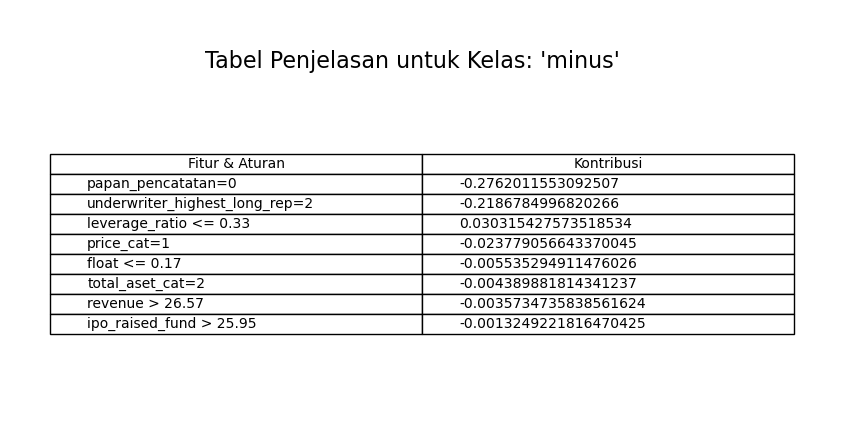 Tabel Penjelasan untuk Kelas: 'minus'
Fitur & Aturan Kontribusi
papan_pencatatan=0 -0.2762011553092507
underwriter_highest_long_rep=2 -0.2186784996820266
leverage_ratio <= 0.33 0.030315427573518534
price_cat=1 -0.023779056643370045
float <= 0.17 -0.005535294911476026
total_aset_cat=2 -0.004389881814341237
revenue > 26.57 -0.0035734735838561624
ipo_raised_fund > 25.95 -0.0013249221816470425